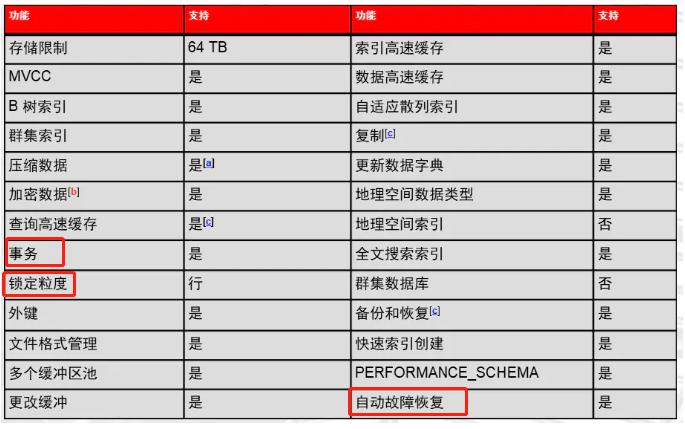 功能 支持 功能 支持
存储限制 64 TB 索引高速缓存 是
MVCC 是 数据高速缓存 是
B 树索引 是 自适应散列索引 是
群集索引 是 复制[c] 是
压缩数据 是[a] 更新数据字典 是
加密数据[b] 是 地理空间数据类型 是
查询高速缓存 是[c] 地理空间索引 否
事务 是 全文搜索索引 是
锁定粒度 行 群集数据库 否
外键 是 备份和恢复[c] 是
文件格式管理 是 快速索引创建 是
多个缓冲区池 是 PERFORMANCE_SCHEMA 是
更改缓冲 是 自动故障恢复 是